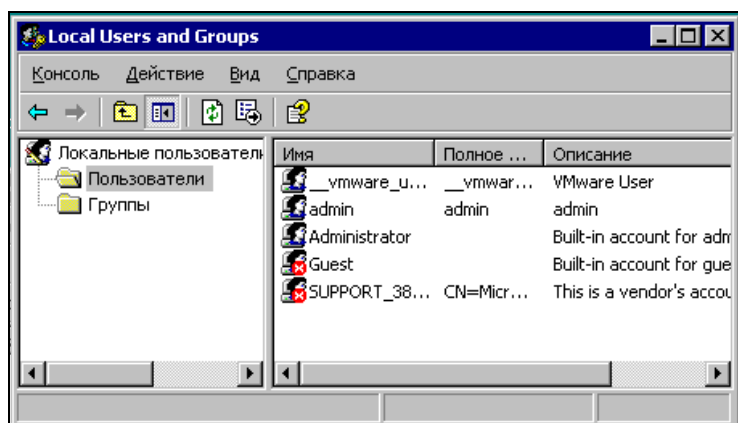 Local Users and Groups
Консоль Действие Вид Справка
Локальные пользовател
Пользователи
Группы
Имя Полное ... Описание
__vmware_u... __vmwar... VMware User
admin admin admin
Administrator Built-in account for adm
Guest Built-in account for gue
SUPPORT_38... CN=Micr... This is a vendor's accou